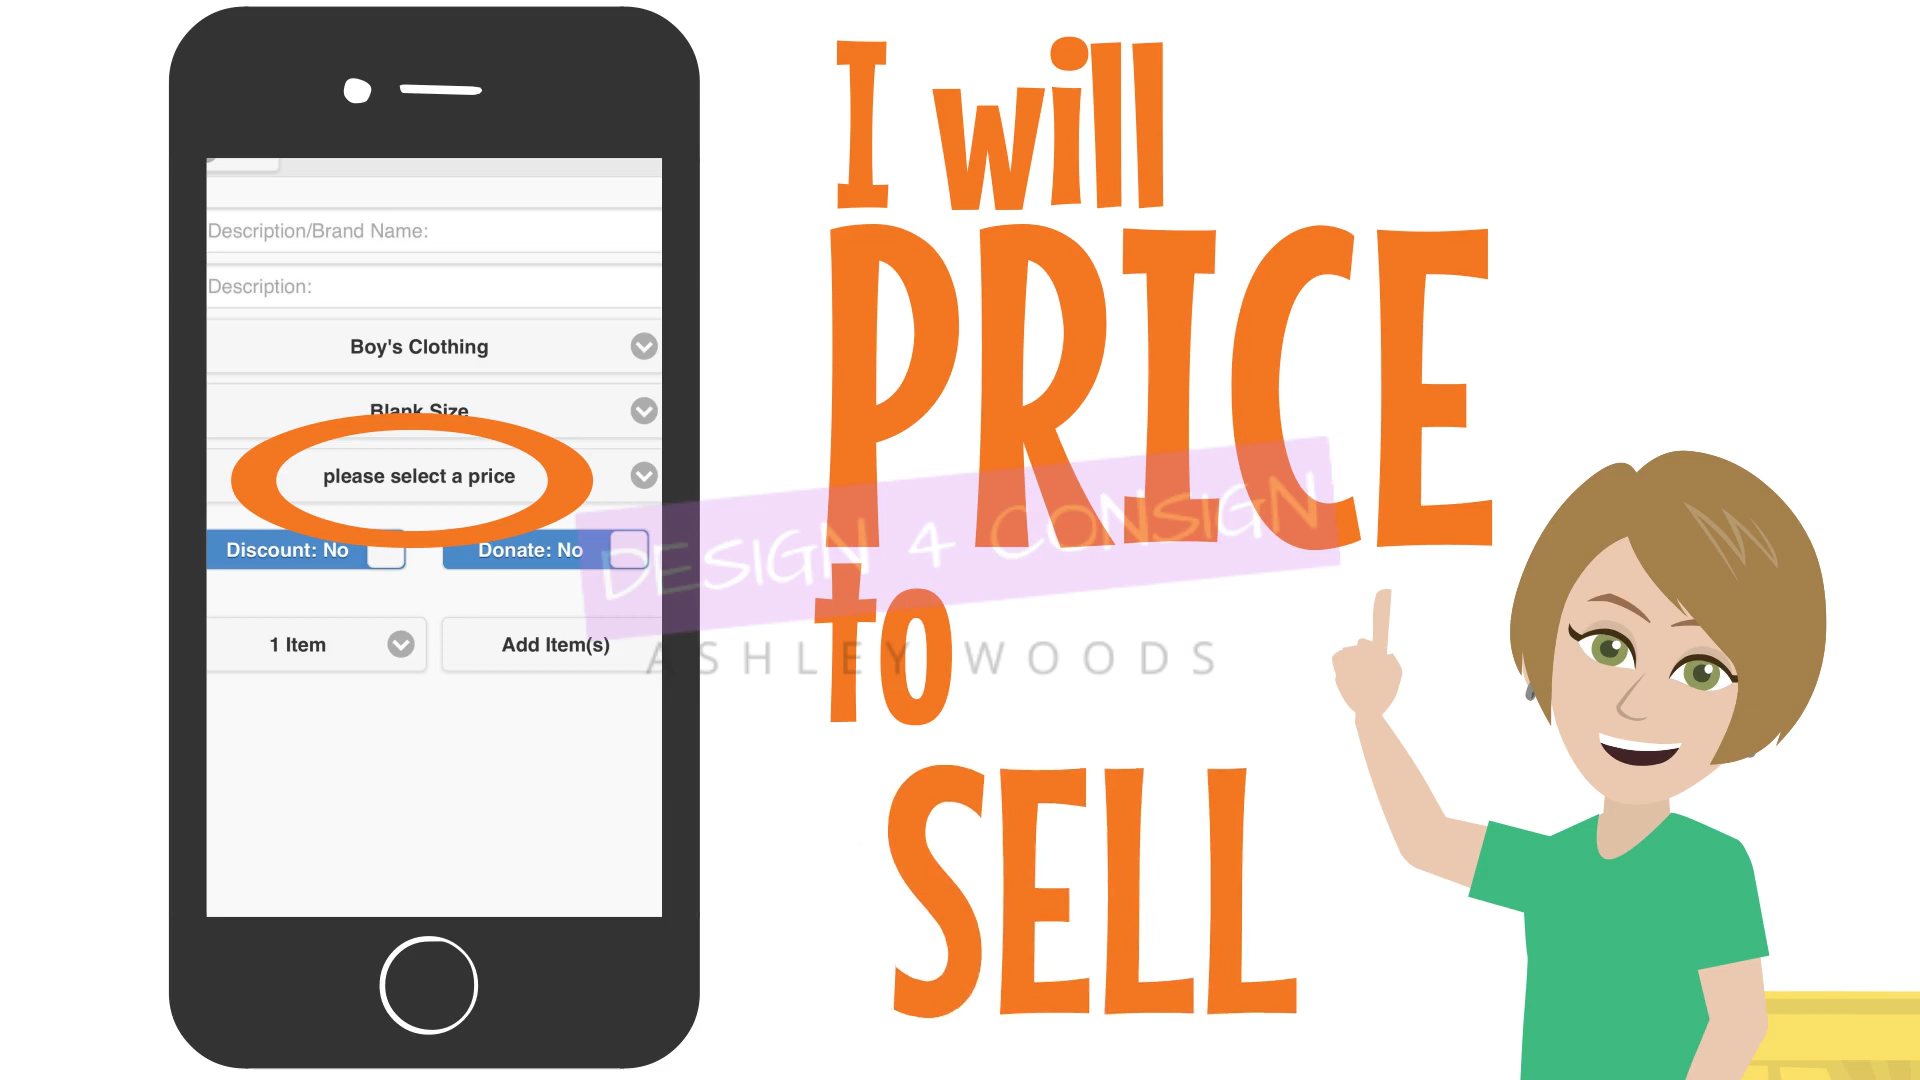 Description/Brand Name:
Description:
Boy's Clothing
Blank Size
please select a price
Discount: No
Donate: No
1 Item
Add Item(s)
I will
PRICE
to
SELL
DESIGN 4 CONSIGN
ASHLEY WOODS